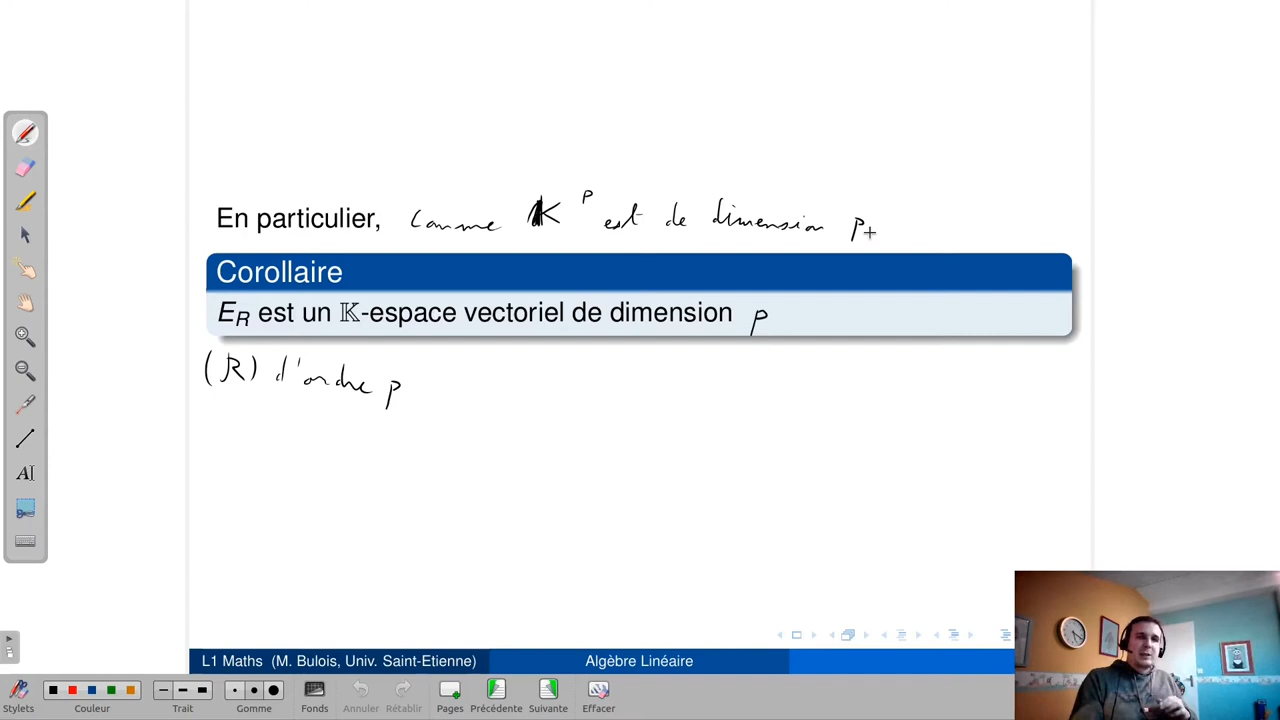 En particulier, comme 𝕂^p est de dimension p
Corollaire
E_R est un 𝕂-espace vectoriel de dimension p
(R) d'ordre p
L1 Maths (M. Bulois, Univ. Saint-Etienne) Algèbre Linéaire
Stylets Couleur Trait Gomme Fonds Annuler Rétablir Pages Précédente Suivante Effacer